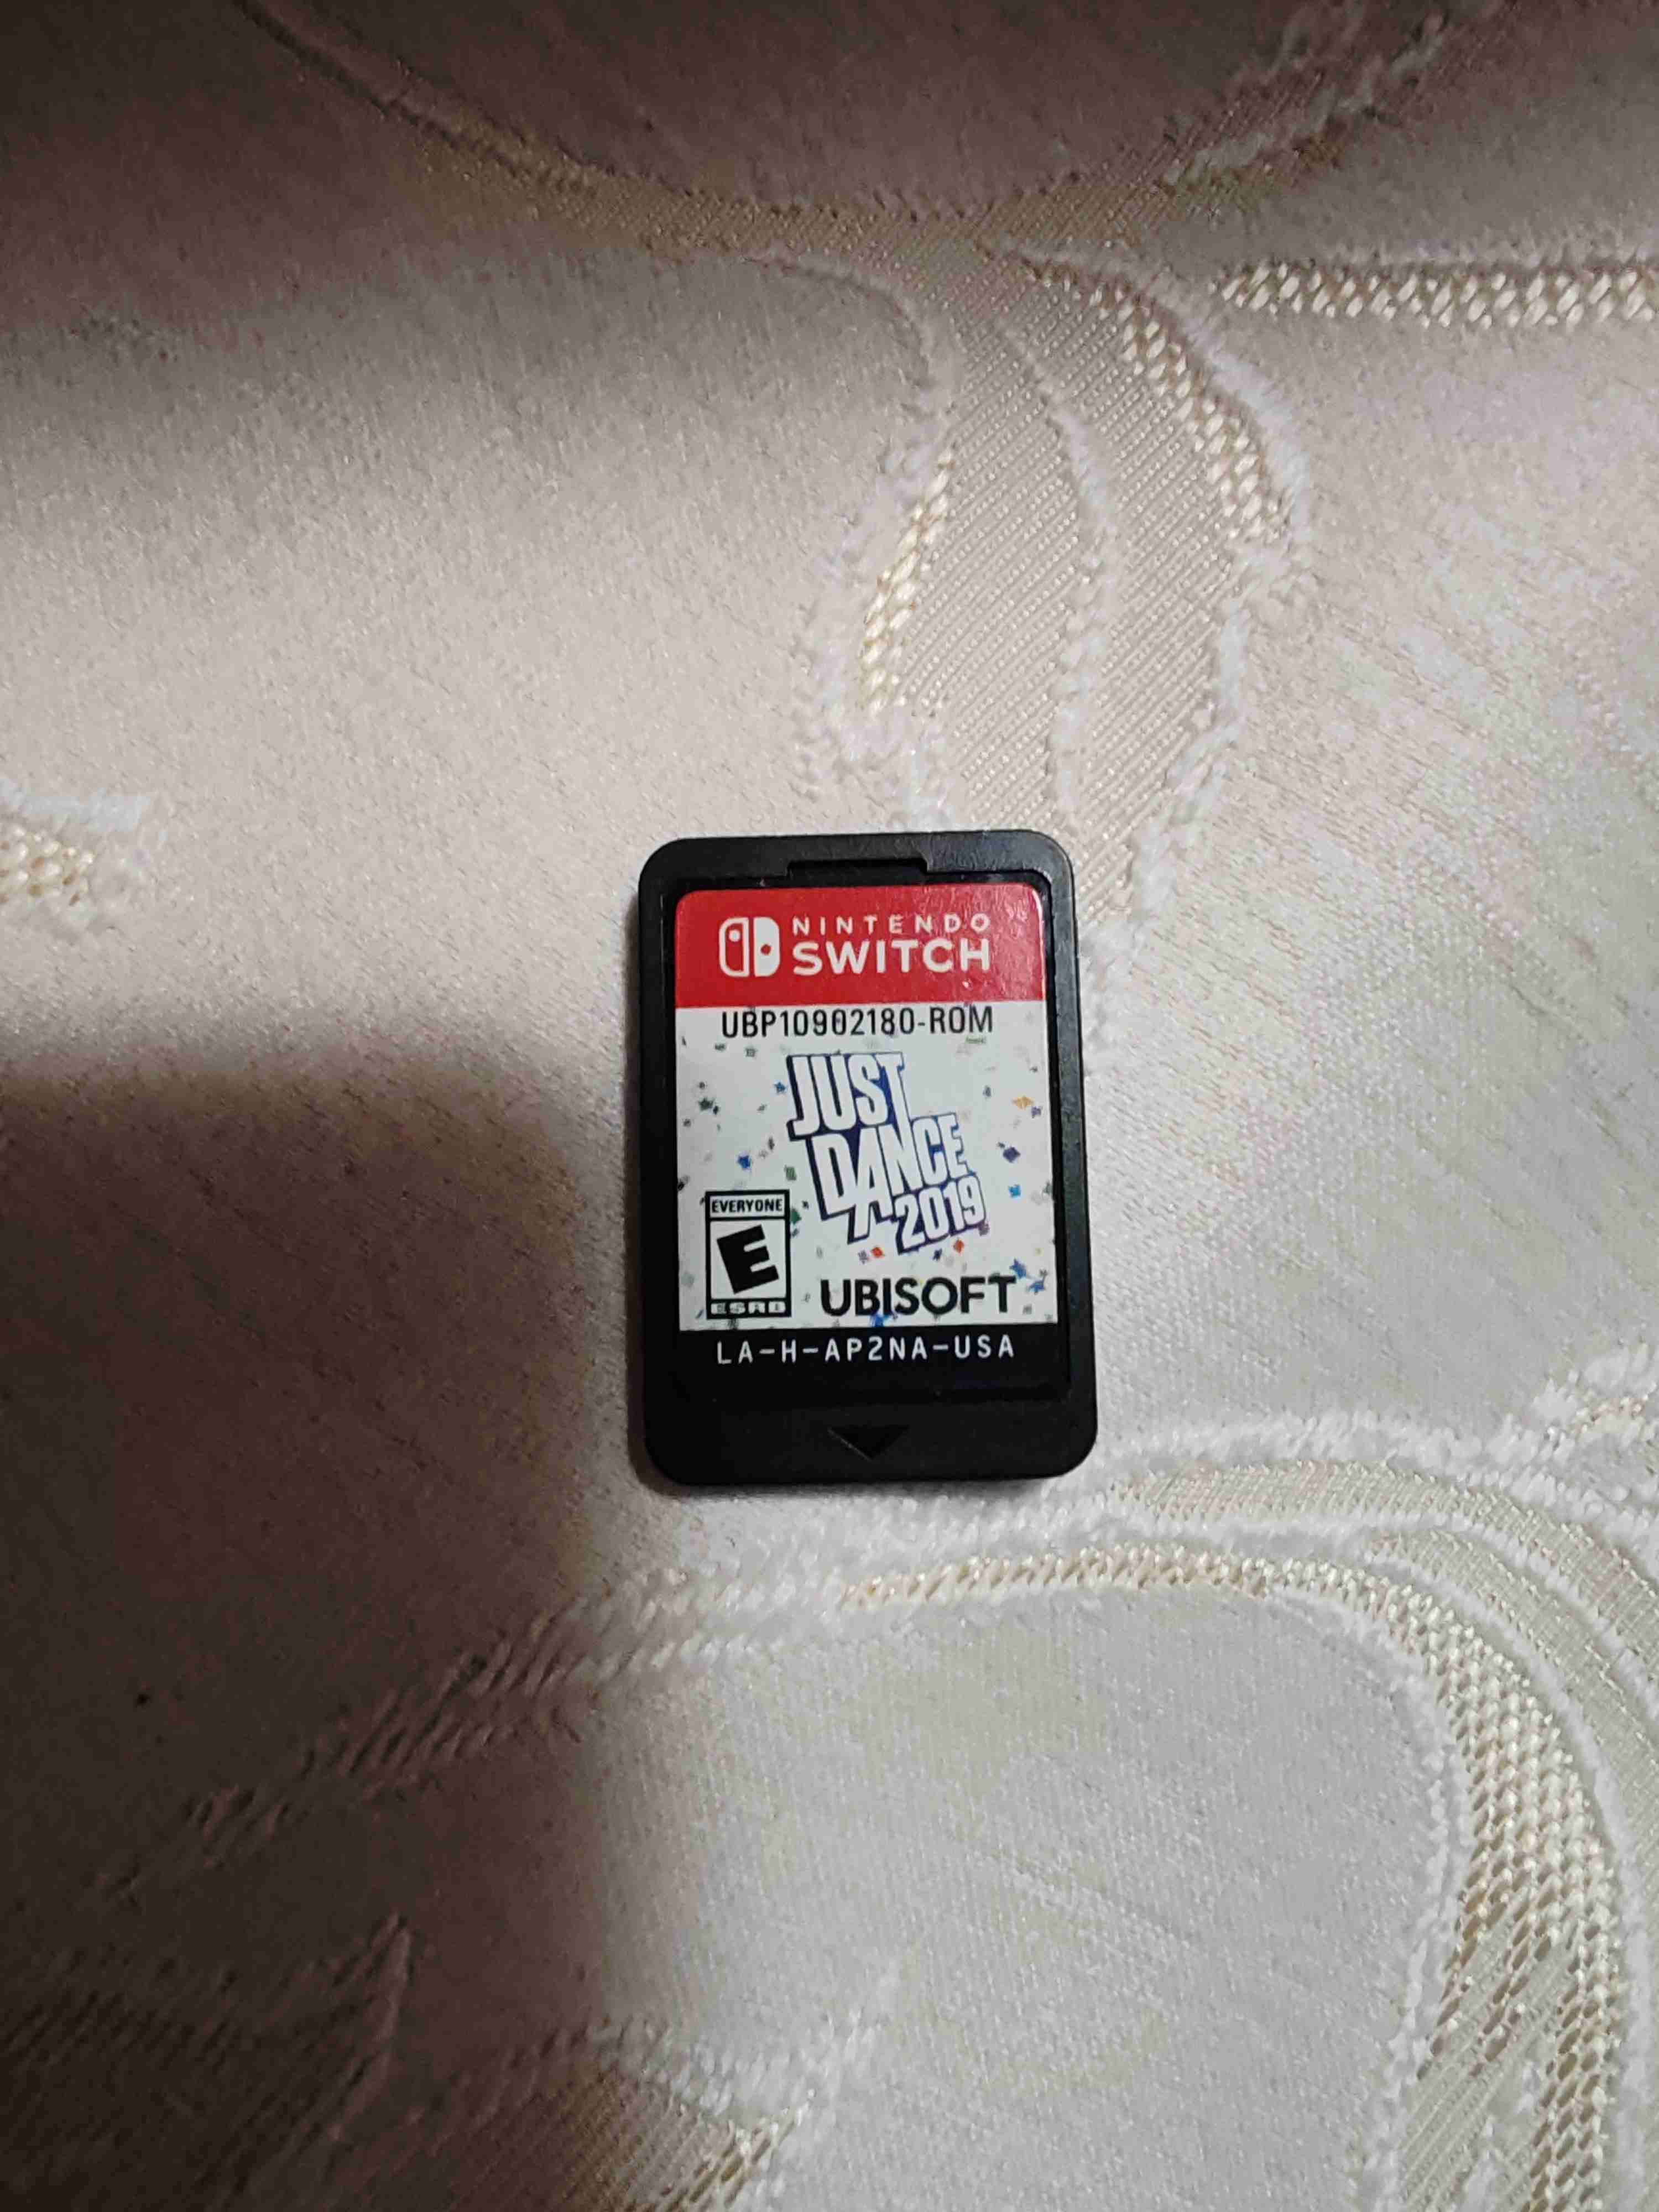 NINTENDO
SWITCH
UBP10902180-ROM
JUST
DANCE
2019
EVERYONE
E
ESRB
UBISOFT
LA-H-AP2NA-USA